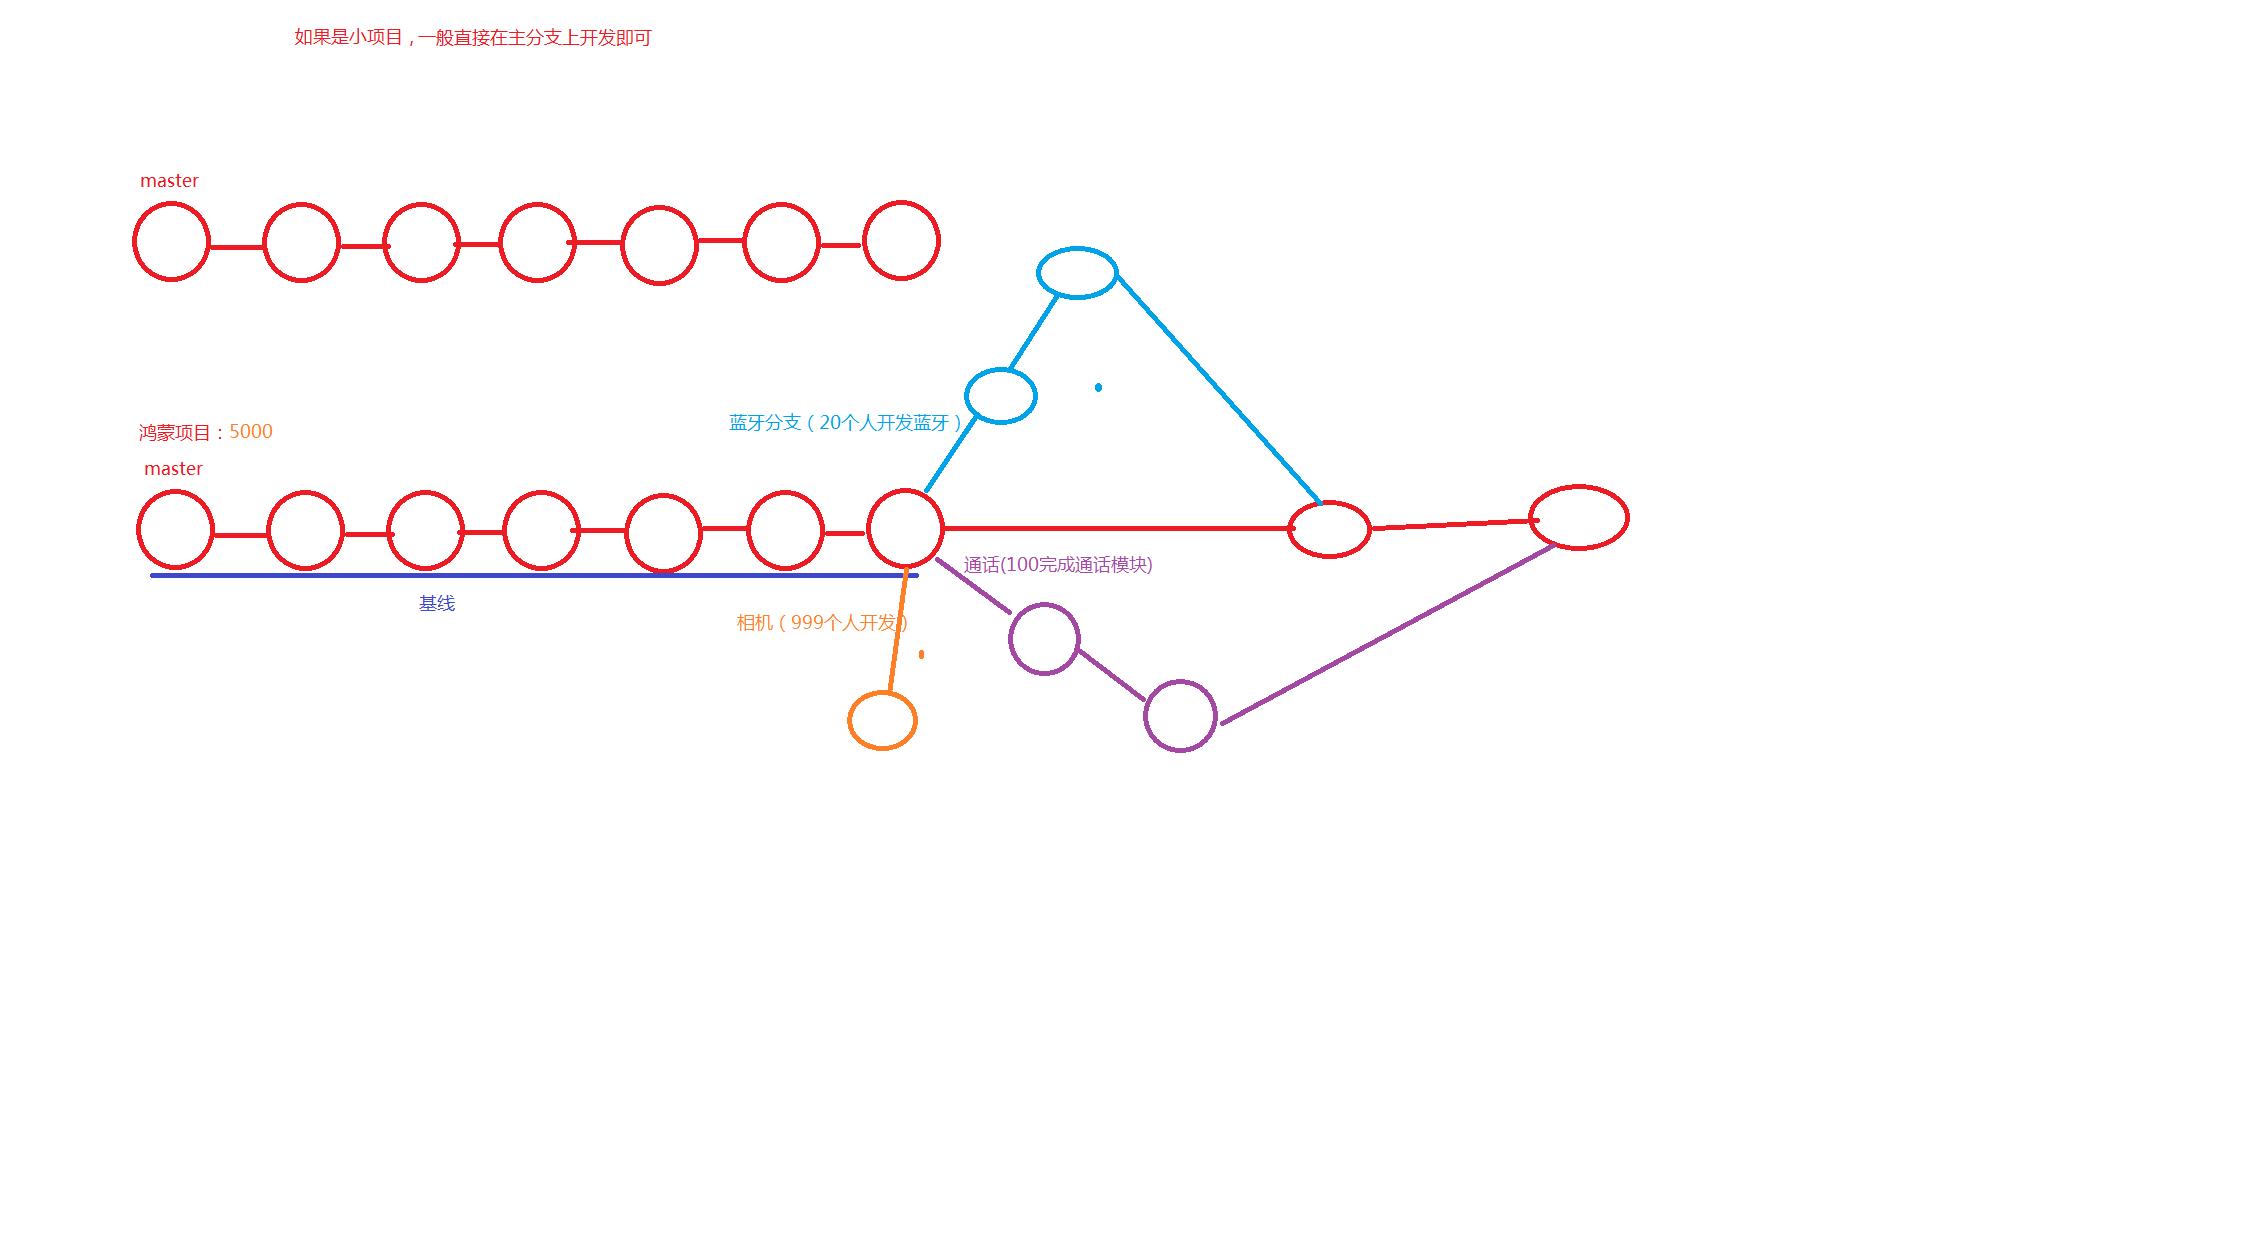 如果是小项目，一般直接在主分支上开发即可
master
蓝牙分支（20个人开发蓝牙）
鸿蒙项目：5000
master
通话(100完成通话模块)
基线
相机（999个人开发）